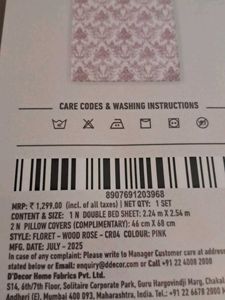 CARE CODES & WASHING INSTRUCTIONS
8907691203968
MRP: ₹ 1,299.00 (incl. of all taxes) | NET QTY: 1 SET
CONTENT & SIZE: 1 N DOUBLE BED SHEET: 2.24 m X 2.54 m
2 N PILLOW COVERS (COMPLIMENTARY): 46 cm X 68 cm
STYLE: FLORET - WOOD ROSE - CR04 COLOUR: PINK
MFG. DATE: JULY - 2025
In case of any complaint: Please write to Manager Customer care at address
stated below or Email: enquiry@ddecor.com or Call +91 22 4008 2000
D'Decor Home Fabrics Pvt. Ltd.
S14, 6th/7th Floor, Solitaire Corporate Park, Guru Hargovindji Marg, Chakal
Andheri (E), Mumbai 400 093, Maharashtra, India. Tel.: +91 22 6678 2000